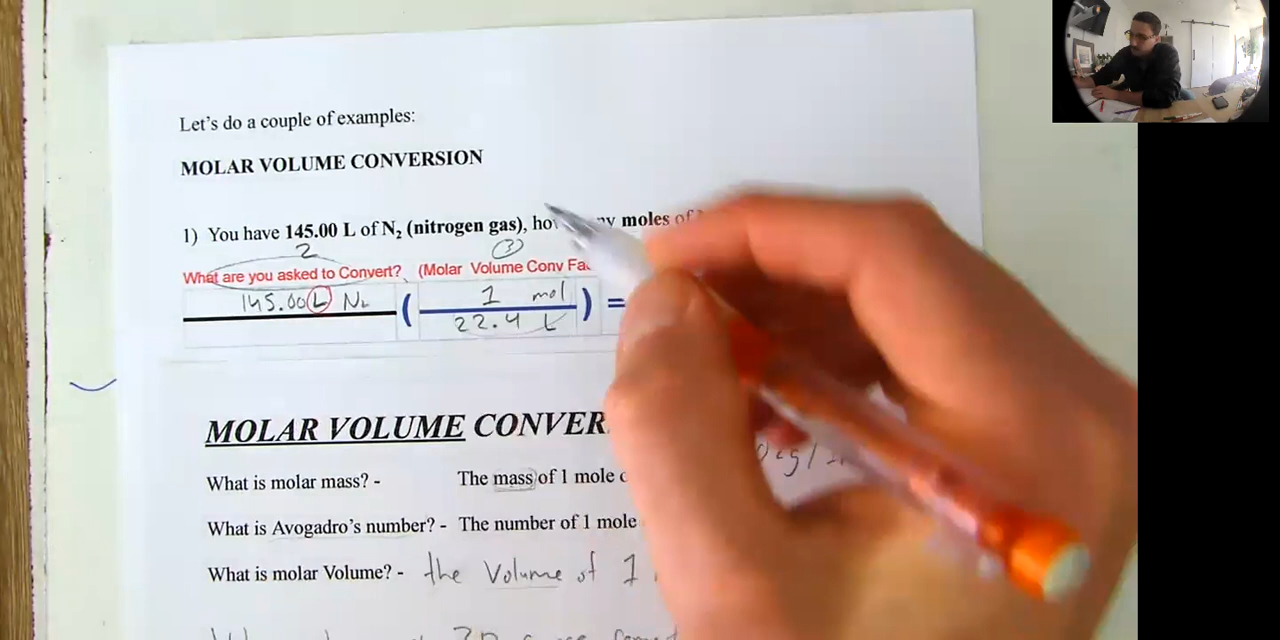 Let's do a couple of examples:
MOLAR VOLUME CONVERSION
1) You have 145.00 L of N₂ (nitrogen gas), how many moles of
2
3
What are you asked to Convert? (Molar Volume Conv Fa
145.00 L N₂ ( 1 mol ) =
22.4 L
MOLAR VOLUME CONVER
What is molar mass? - The mass of 1 mole
What is Avogadro's number? - The number of 1 mole
What is molar Volume? - the Volume of 1